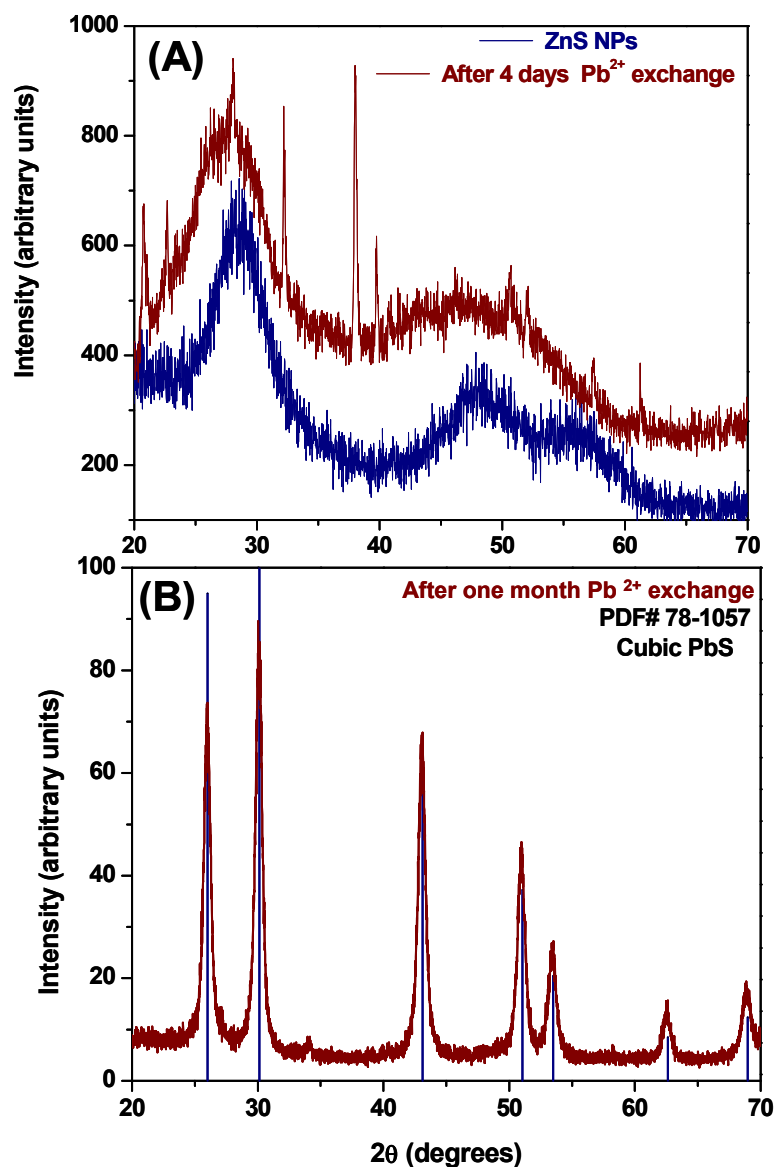 (A)
ZnS NPs
After 4 days Pb2+ exchange
1000
800
600
400
200
Intensity (arbitrary units)
20 30 40 50 60 70
(B)
After one month Pb 2+ exchange
PDF# 78-1057
Cubic PbS
100
80
60
40
20
0
Intensity (arbitrary units)
20 30 40 50 60 70
2θ (degrees)